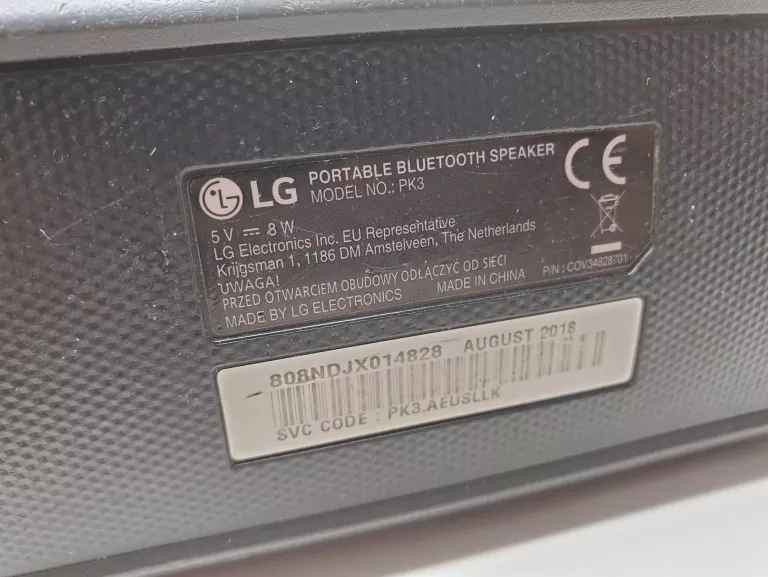 LG PORTABLE BLUETOOTH SPEAKER
MODEL NO.: PK3
5 V ⎓ 8 W
LG Electronics Inc. EU Representative
Krijgsman 1, 1186 DM Amstelveen, The Netherlands
UWAGA!
PRZED OTWARCIEM OBUDOWY ODŁĄCZYĆ OD SIECI
MADE BY LG ELECTRONICS MADE IN CHINA P/N : COV34828701
CE
808NDJX014828 AUGUST 2018
SVC CODE : PK3.AEUSLLK